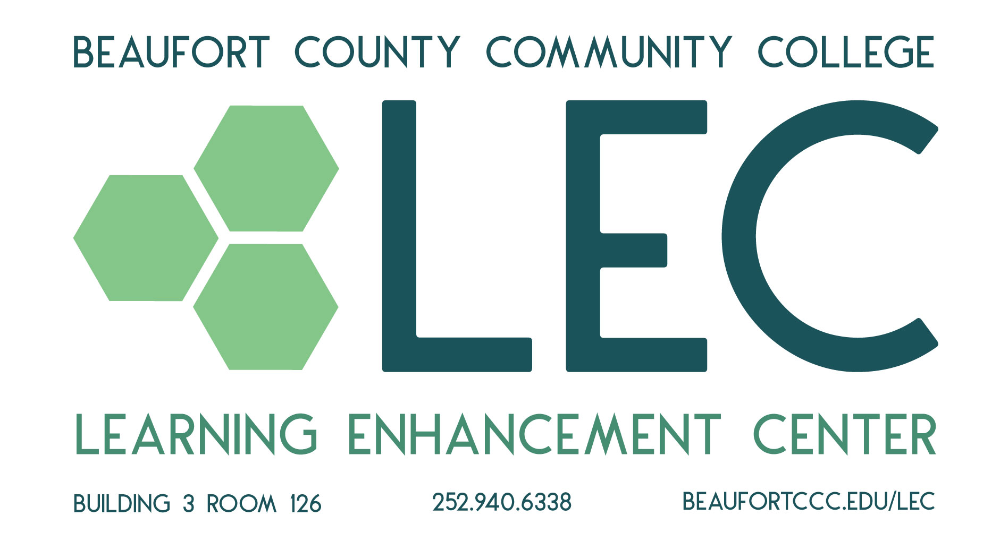 BEAUFORT COUNTY COMMUNITY COLLEGE
LEC
LEARNING ENHANCEMENT CENTER
BUILDING 3 ROOM 126
252.940.6338
BEAUFORTCCC.EDU/LEC